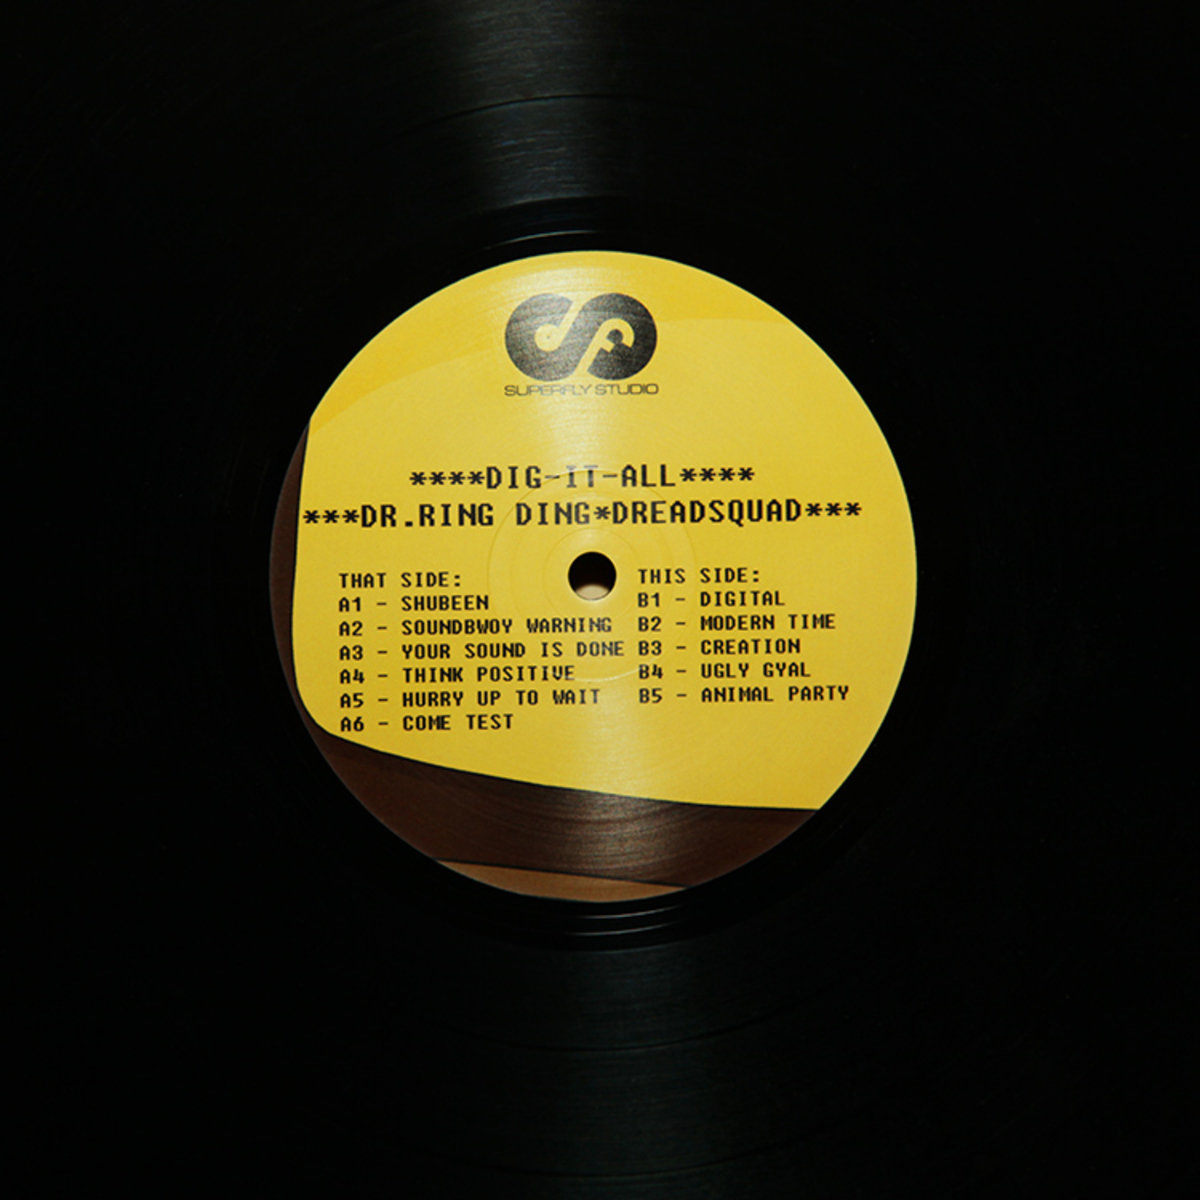 SUPERFLY STUDIO
****DIG-IT-ALL****
***DR.RING DING*DREADSQUAD***
THAT SIDE:
A1 - SHUBEEN
A2 - SOUNDBWOY WARNING
A3 - YOUR SOUND IS DONE
A4 - THINK POSITIVE
A5 - HURRY UP TO WAIT
A6 - COME TEST
THIS SIDE:
B1 - DIGITAL
B2 - MODERN TIME
B3 - CREATION
B4 - UGLY GYAL
B5 - ANIMAL PARTY